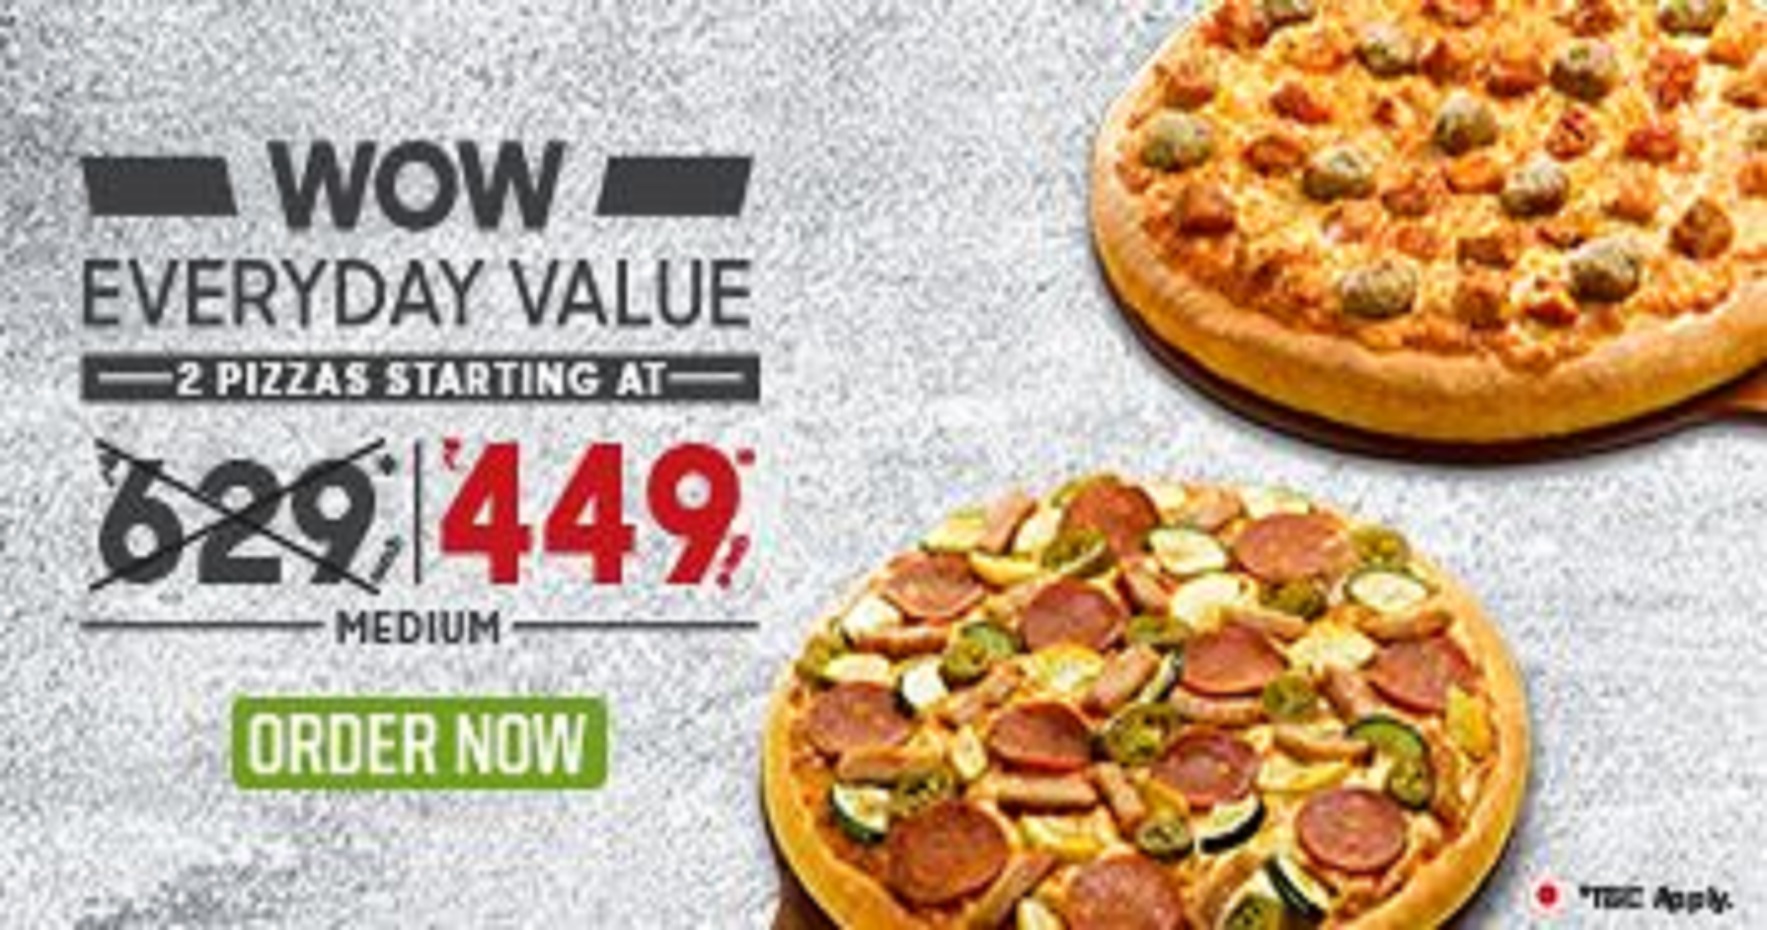 WOW
EVERYDAY VALUE
2 PIZZAS STARTING AT
₹629* ₹449*
MEDIUM
ORDER NOW
*T&C Apply.